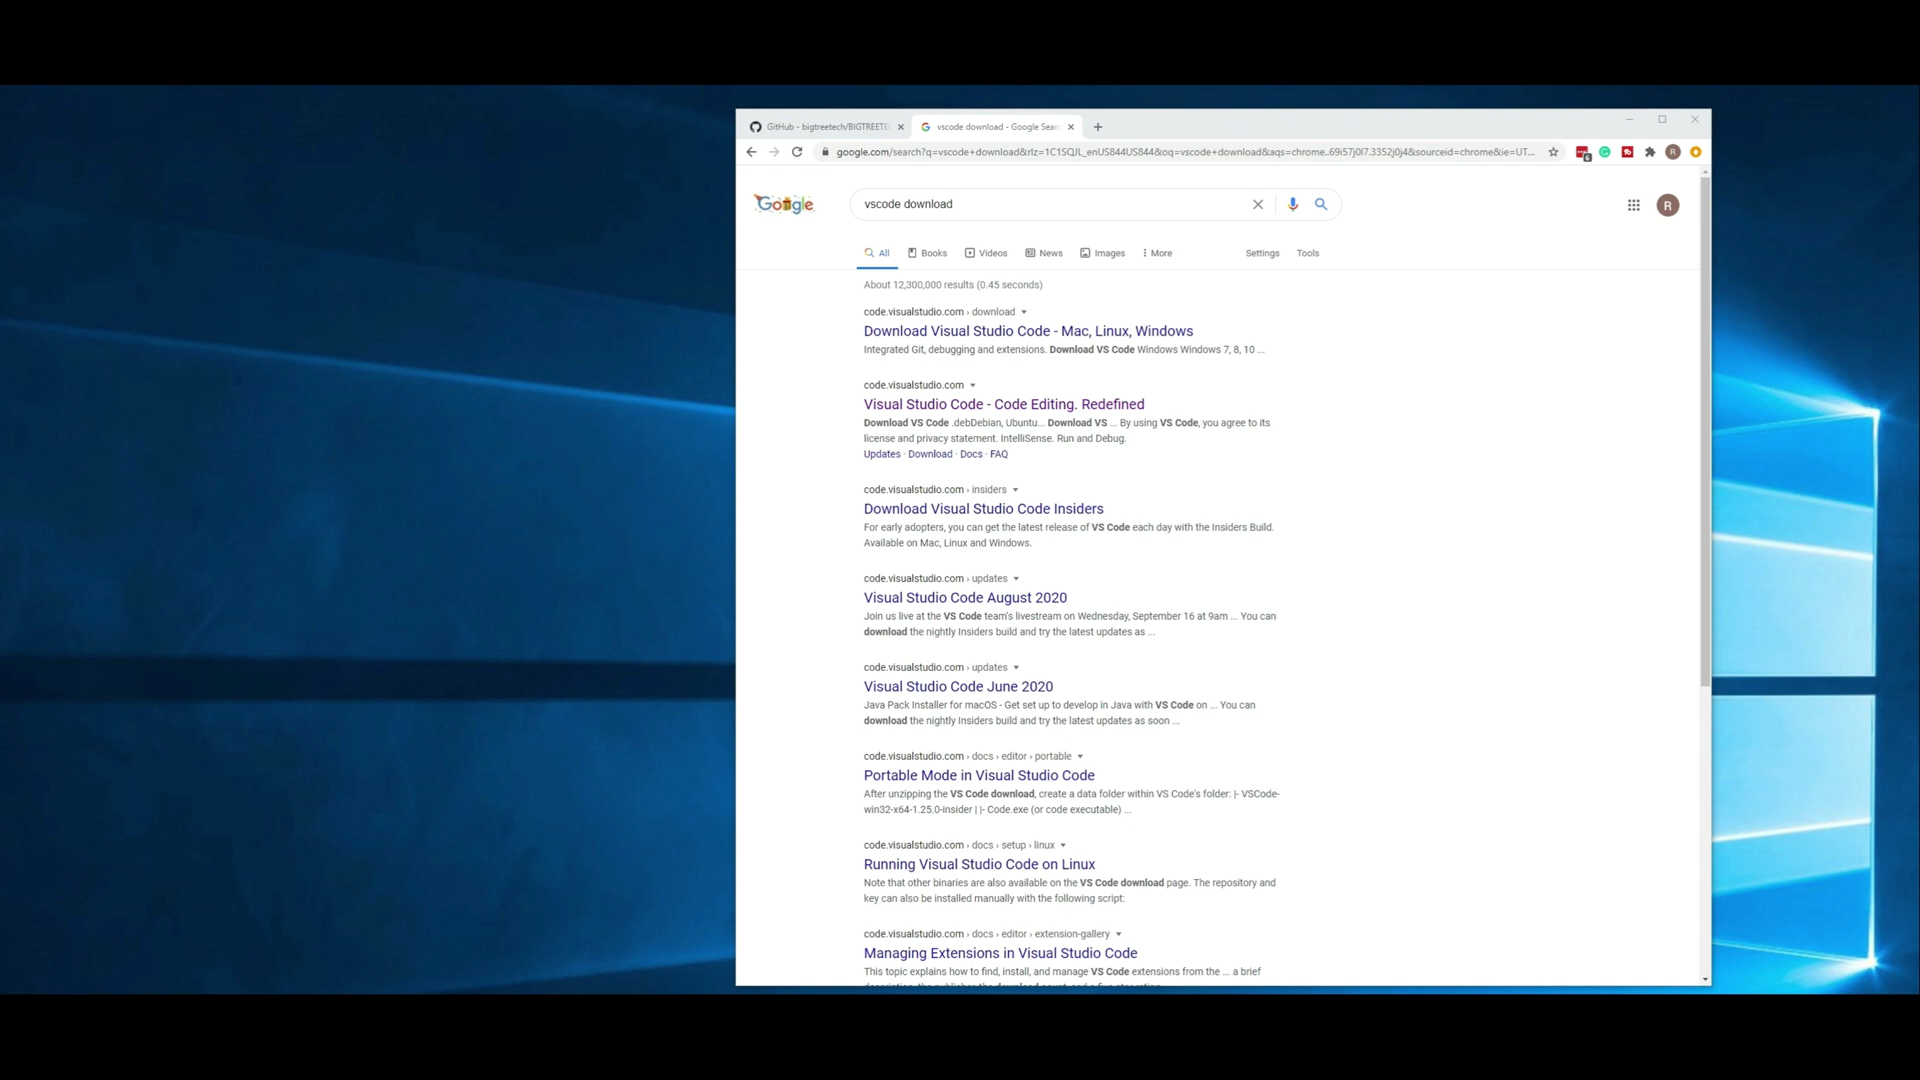 GitHub - bigtreetech/BIGTREETE
vscode download - Google Sear
google.com/search?q=vscode+download&rlz=1C1SQJL_enUS844US844&oq=vscode+download&aqs=chrome..69i57j0l7.3352j0j4&sourceid=chrome&ie=UT...
6
R
Google
vscode download
R
All
Books
Videos
News
Images
More
Settings
Tools
About 12,300,000 results (0.45 seconds)
code.visualstudio.com › download
Download Visual Studio Code - Mac, Linux, Windows
Integrated Git, debugging and extensions. Download VS Code Windows Windows 7, 8, 10 ...
code.visualstudio.com
Visual Studio Code - Code Editing. Redefined
Download VS Code .debDebian, Ubuntu... Download VS ... By using VS Code, you agree to its
license and privacy statement. IntelliSense. Run and Debug.
Updates · Download · Docs · FAQ
code.visualstudio.com › insiders
Download Visual Studio Code Insiders
For early adopters, you can get the latest release of VS Code each day with the Insiders Build.
Available on Mac, Linux and Windows.
code.visualstudio.com › updates
Visual Studio Code August 2020
Join us live at the VS Code team's livestream on Wednesday, September 16 at 9am ... You can
download the nightly Insiders build and try the latest updates as ...
code.visualstudio.com › updates
Visual Studio Code June 2020
Java Pack Installer for macOS - Get set up to develop in Java with VS Code on ... You can
download the nightly Insiders build and try the latest updates as soon ...
code.visualstudio.com › docs › editor › portable
Portable Mode in Visual Studio Code
After unzipping the VS Code download, create a data folder within VS Code's folder: |- VSCode-
win32-x64-1.25.0-insider | |- Code.exe (or code executable) ...
code.visualstudio.com › docs › setup › linux
Running Visual Studio Code on Linux
Note that other binaries are also available on the VS Code download page. The repository and
key can also be installed manually with the following script:
code.visualstudio.com › docs › editor › extension-gallery
Managing Extensions in Visual Studio Code
This topic explains how to find, install, and manage VS Code extensions from the ... a brief